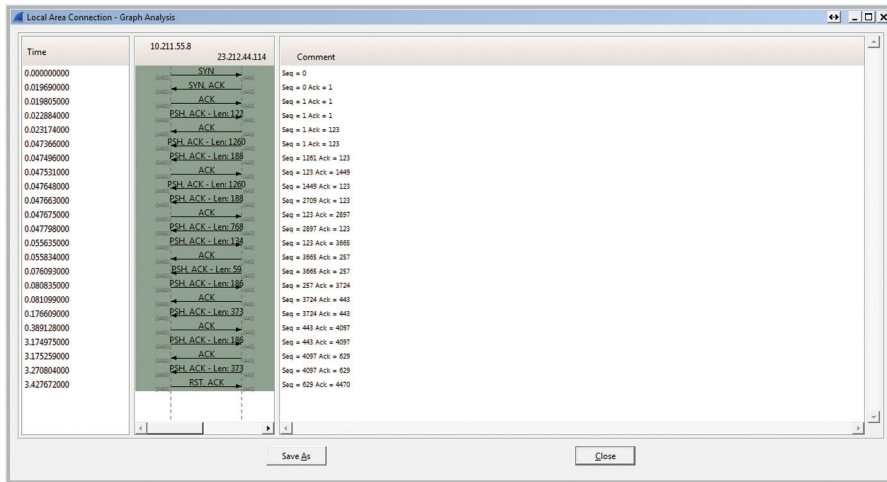 Local Area Connection - Graph Analysis
Time
10.211.55.8
23.212.44.114
Comment
0.000000000 SYN Seq = 0
0.019690000 SYN, ACK Seq = 0 Ack = 1
0.019805000 ACK Seq = 1 Ack = 1
0.022884000 PSH, ACK - Len: 122 Seq = 1 Ack = 1
0.023174000 ACK Seq = 1 Ack = 123
0.047366000 PSH, ACK - Len: 1260 Seq = 1 Ack = 123
0.047496000 PSH, ACK - Len: 188 Seq = 1261 Ack = 123
0.047531000 ACK Seq = 123 Ack = 1449
0.047648000 PSH, ACK - Len: 1260 Seq = 1449 Ack = 123
0.047663000 PSH, ACK - Len: 188 Seq = 2709 Ack = 123
0.047675000 ACK Seq = 123 Ack = 2897
0.047798000 PSH, ACK - Len: 768 Seq = 2897 Ack = 123
0.055635000 PSH, ACK - Len: 134 Seq = 123 Ack = 3665
0.055834000 ACK Seq = 3665 Ack = 257
0.076093000 PSH, ACK - Len: 59 Seq = 3665 Ack = 257
0.080835000 PSH, ACK - Len: 186 Seq = 257 Ack = 3724
0.081099000 ACK Seq = 3724 Ack = 443
0.176609000 PSH, ACK - Len: 373 Seq = 3724 Ack = 443
0.389128000 ACK Seq = 443 Ack = 4097
3.174975000 PSH, ACK - Len: 186 Seq = 443 Ack = 4097
3.175259000 ACK Seq = 4097 Ack = 629
3.270804000 PSH, ACK - Len: 373 Seq = 4097 Ack = 629
3.427672000 RST, ACK Seq = 629 Ack = 4470
Save As
Close